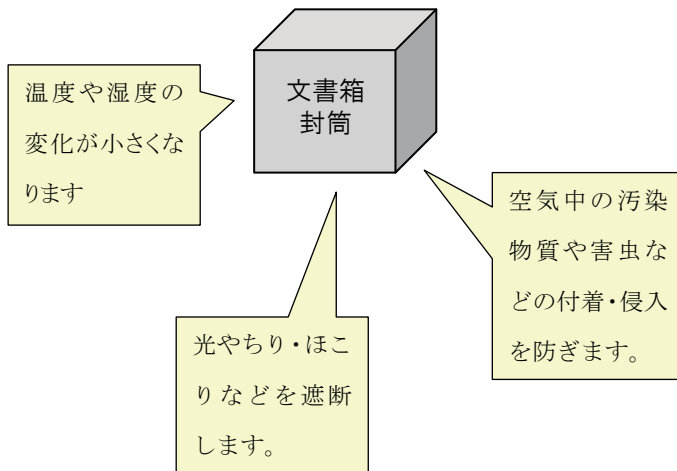 文書箱
封筒
温度や湿度の
変化が小さくな
ります
空気中の汚染
物質や害虫な
どの付着・侵入
を防ぎます。
光やちり・ほこ
りなどを遮断
します。